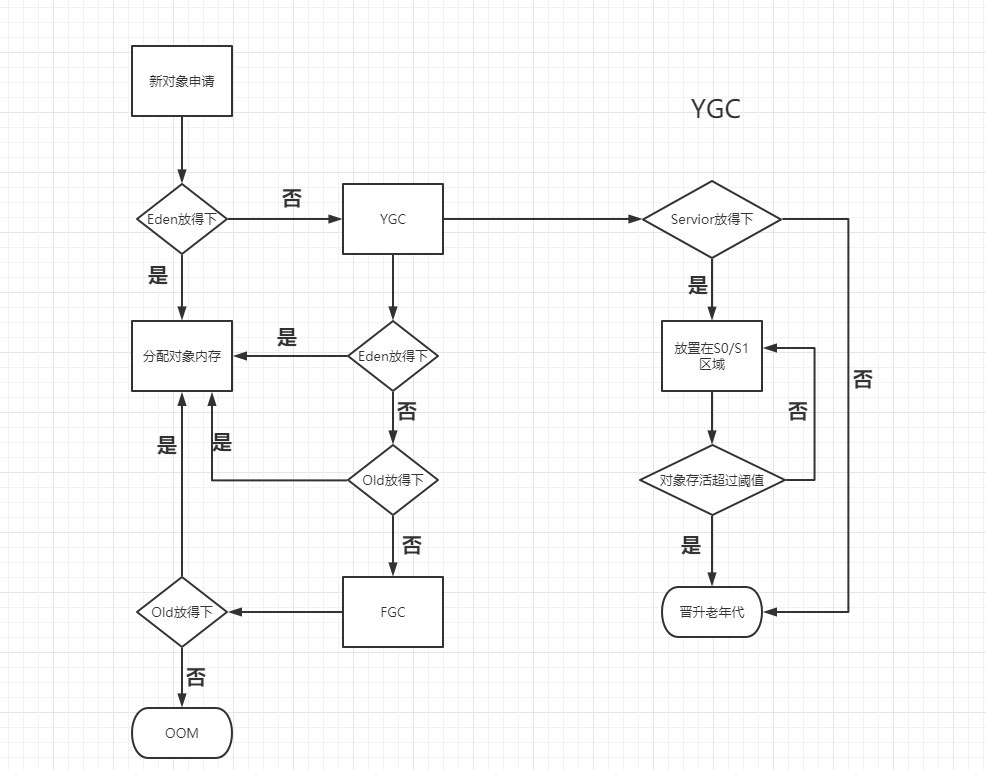 新对象申请
YGC
Eden放得下
否
YGC
Servior放得下
是
是
分配对象内存
是
Eden放得下
放置在S0/S1
区域
否
否
否
是
是
Old放得下
对象存活超过阈值
否
是
Old放得下
FGC
晋升老年代
否
OOM